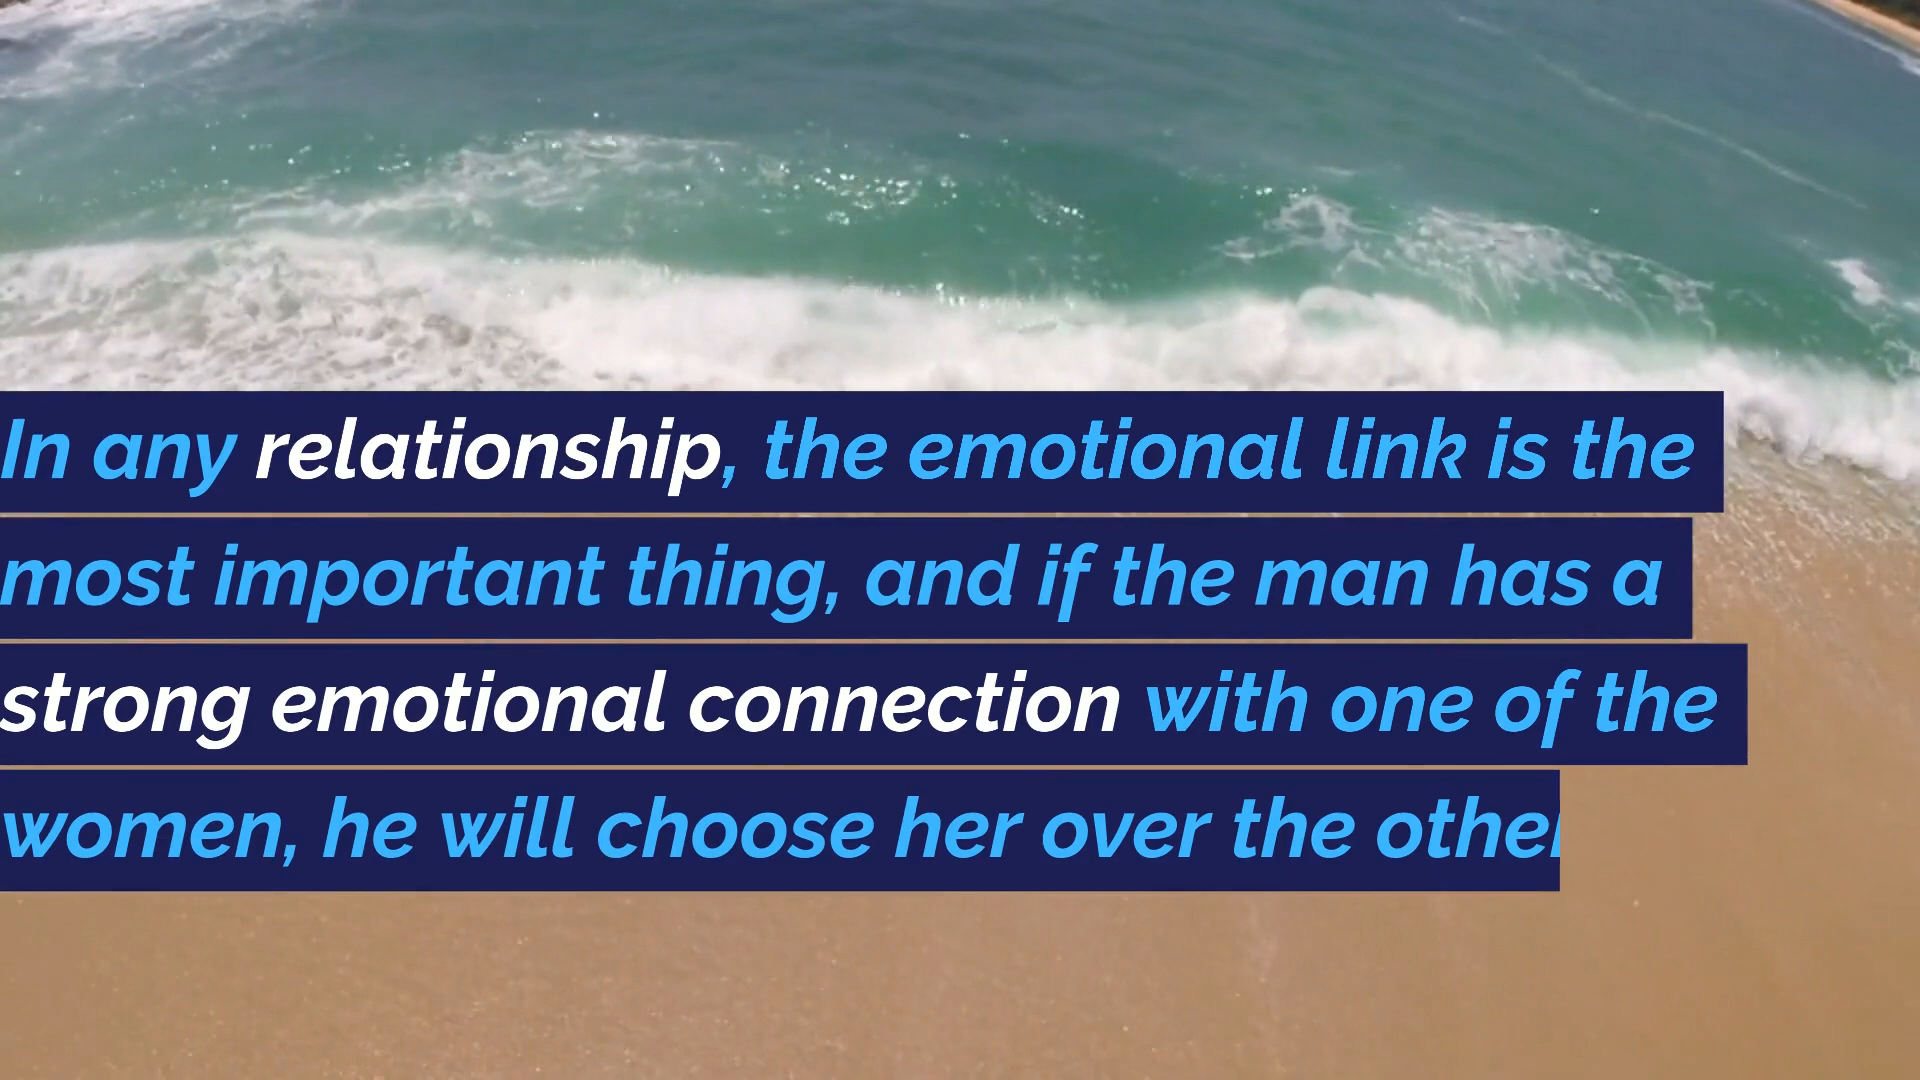 In any relationship, the emotional link is the
most important thing, and if the man has a
strong emotional connection with one of the
women, he will choose her over the other